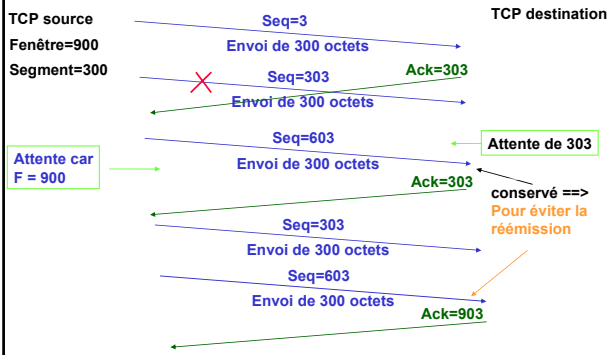 TCP source
Seq=3
TCP destination
Fenêtre=900
Envoi de 300 octets
Segment=300
Seq=303
Ack=303
Envoi de 300 octets
Seq=603
Attente de 303
Attente car
F = 900
Envoi de 300 octets
Ack=303
conservé ==>
Pour éviter la
réémission
Seq=303
Envoi de 300 octets
Seq=603
Envoi de 300 octets
Ack=903